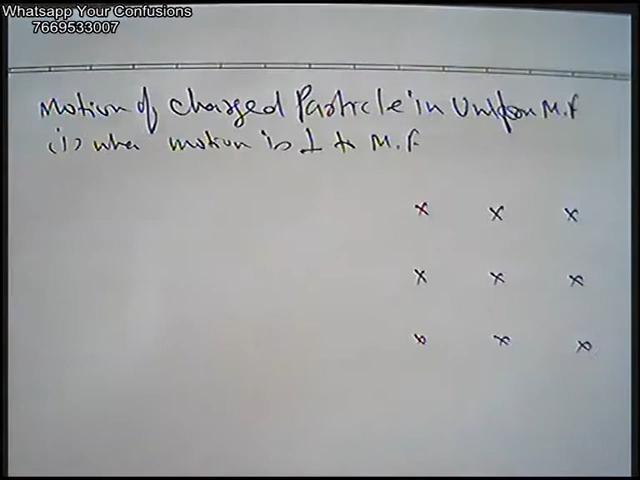 Whatsapp Your Confusions
7669533007
Motion of Charged Particle in Uniform M.F
(i) when motion is ⊥ to M.F
x x x
x x x
x x x